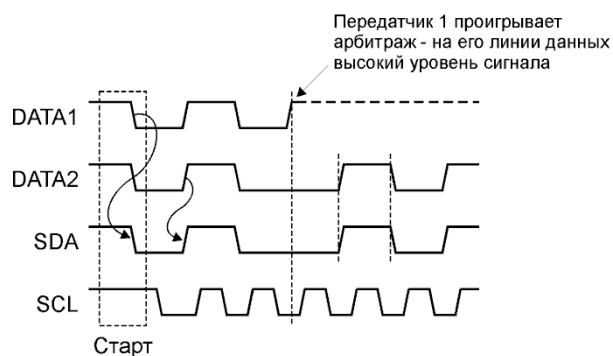 Передатчик 1 проигрывает
арбитраж - на его линии данных
высокий уровень сигнала
DATA1
DATA2
SDA
SCL
Старт